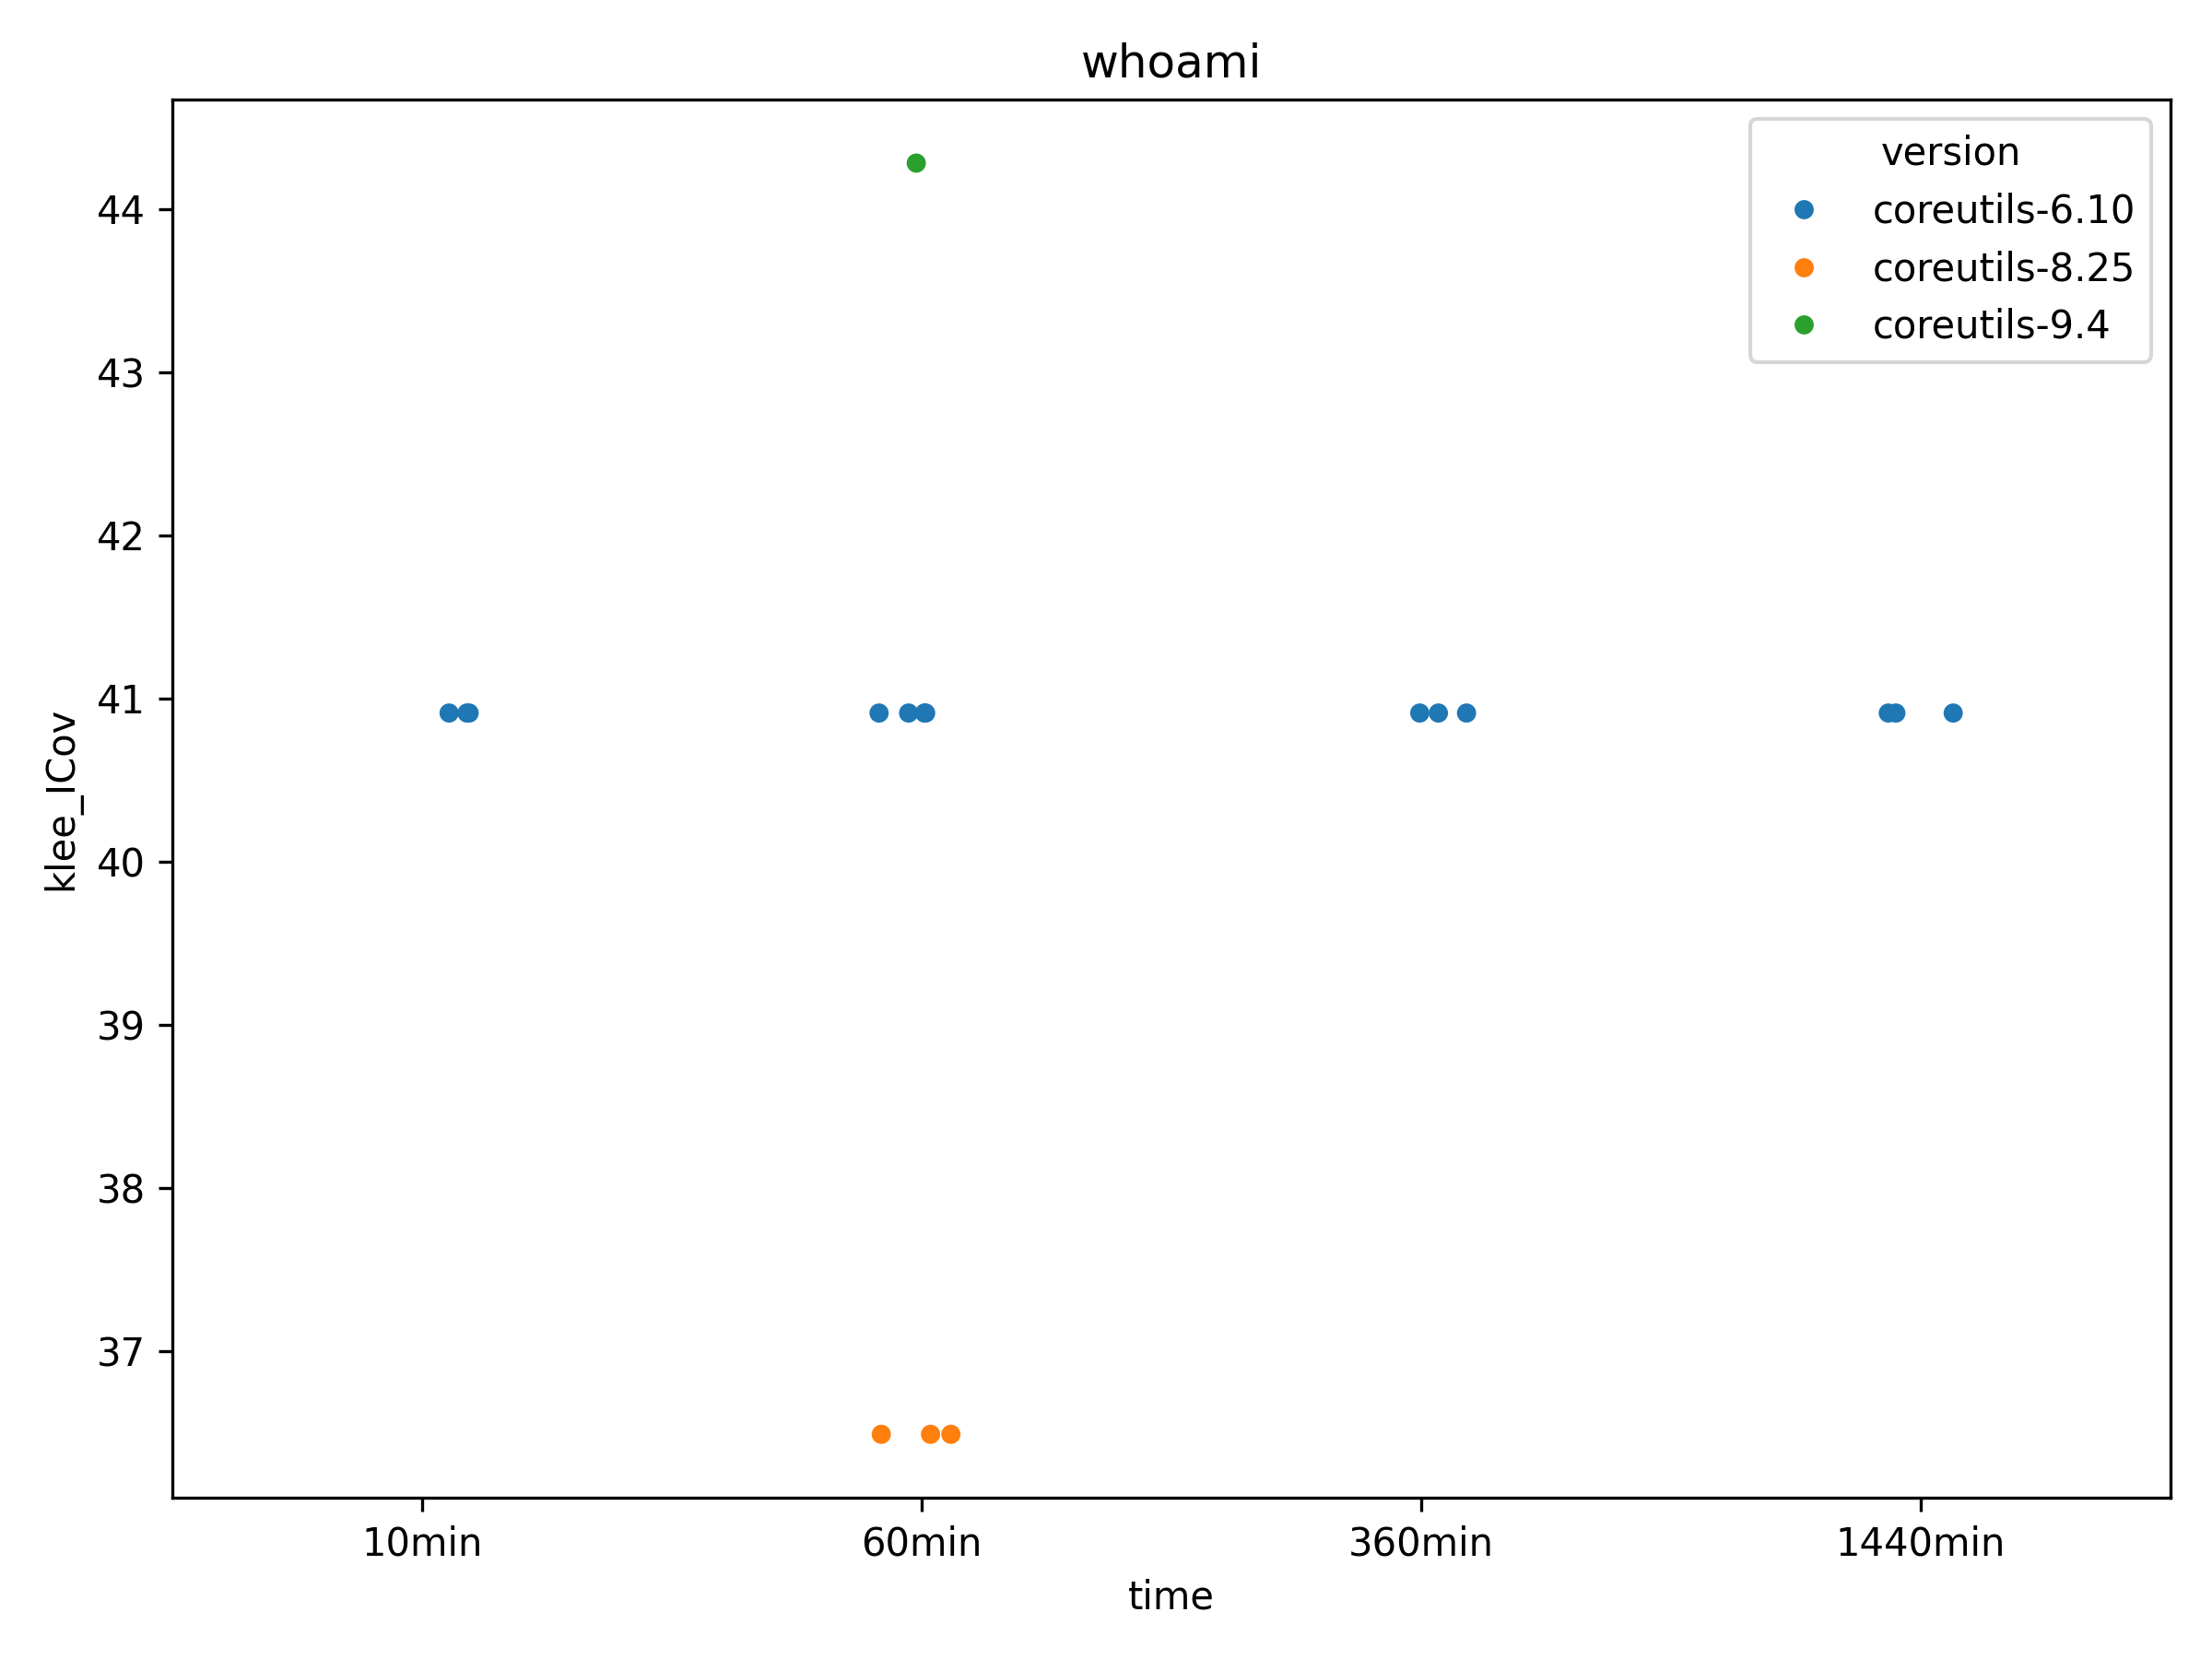 whoami
version
coreutils-6.10
coreutils-8.25
coreutils-9.4
44
43
42
41
40
39
38
37
klee_ICov
10min
60min
360min
1440min
time